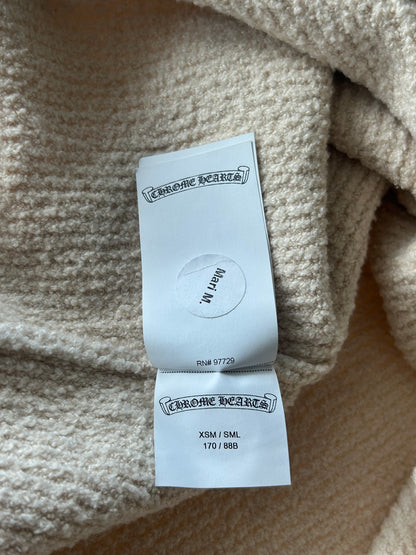 CHROME HEARTS
Mari M.
RN# 97729
CHROME HEARTS
XSM / SML
170 / 88B